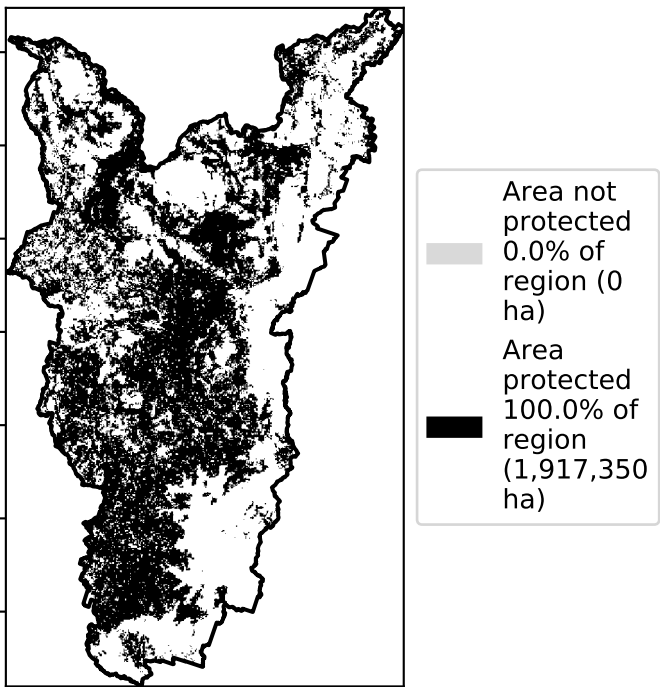 Area not
protected
0.0% of
region (0
ha)
Area
protected
100.0% of
region
(1,917,350
ha)